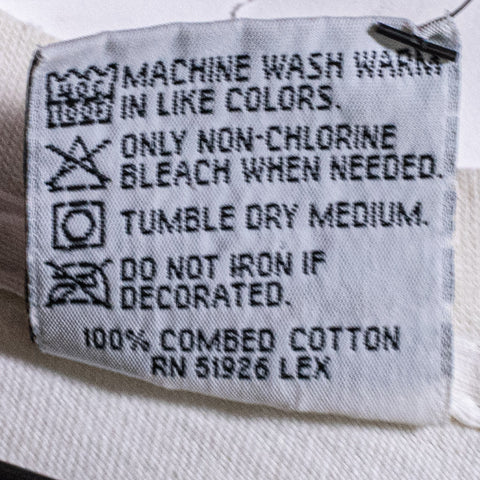 MACHINE WASH WARM
IN LIKE COLORS.
ONLY NON-CHLORINE
BLEACH WHEN NEEDED.
TUMBLE DRY MEDIUM.
DO NOT IRON IF
DECORATED.
100% COMBED COTTON
RN 51926 LEX